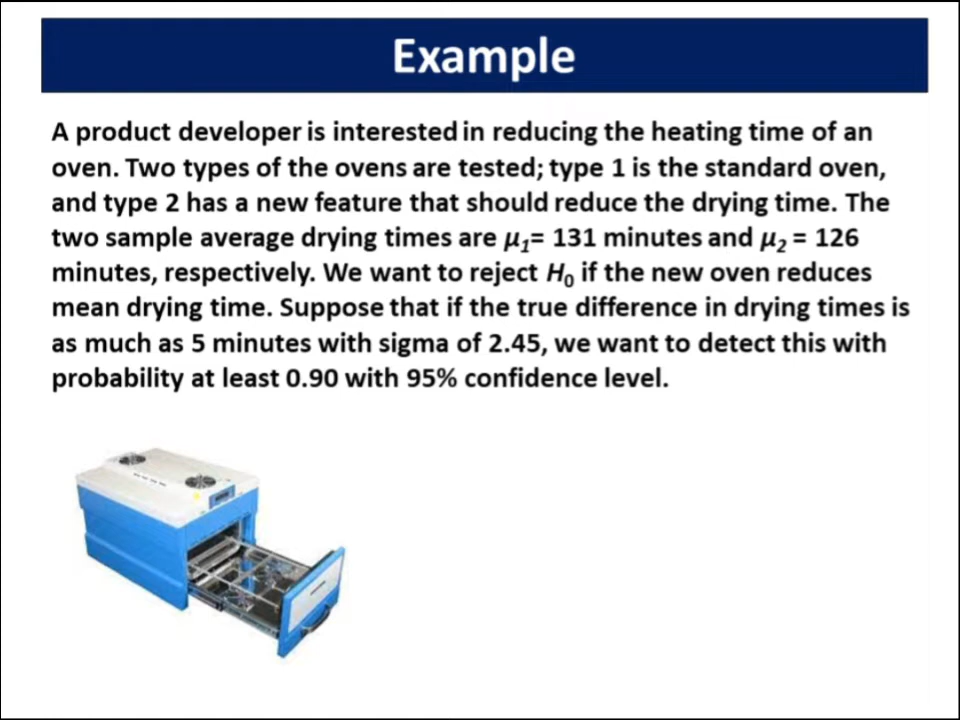 Example
A product developer is interested in reducing the heating time of an
oven. Two types of the ovens are tested; type 1 is the standard oven,
and type 2 has a new feature that should reduce the drying time. The
two sample average drying times are μ₁= 131 minutes and μ₂ = 126
minutes, respectively. We want to reject H₀ if the new oven reduces
mean drying time. Suppose that if the true difference in drying times is
as much as 5 minutes with sigma of 2.45, we want to detect this with
probability at least 0.90 with 95% confidence level.